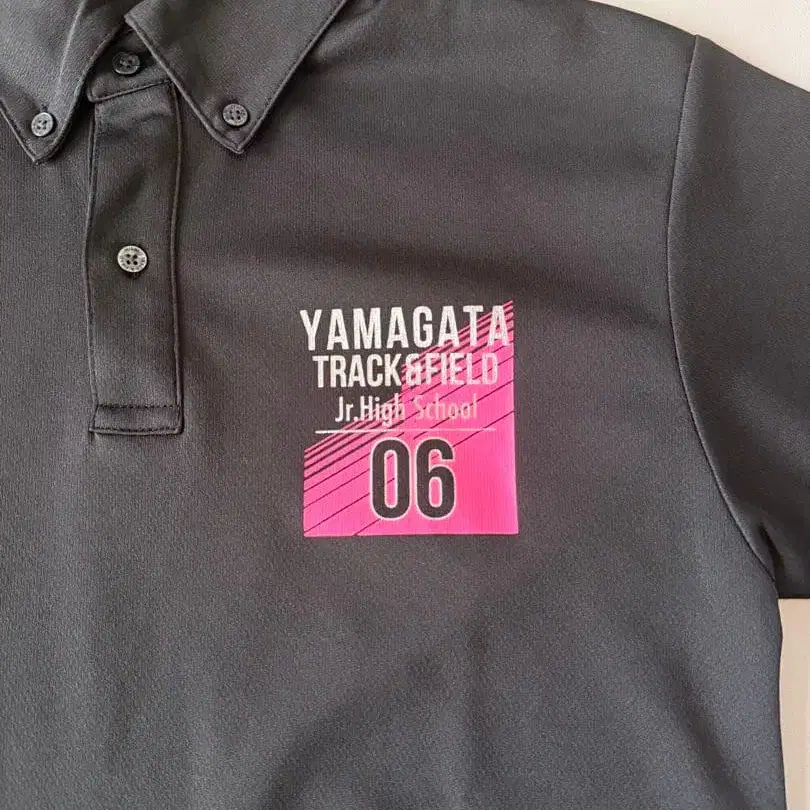 YAMAGATA
TRACK&FIELD
Jr.High School
06